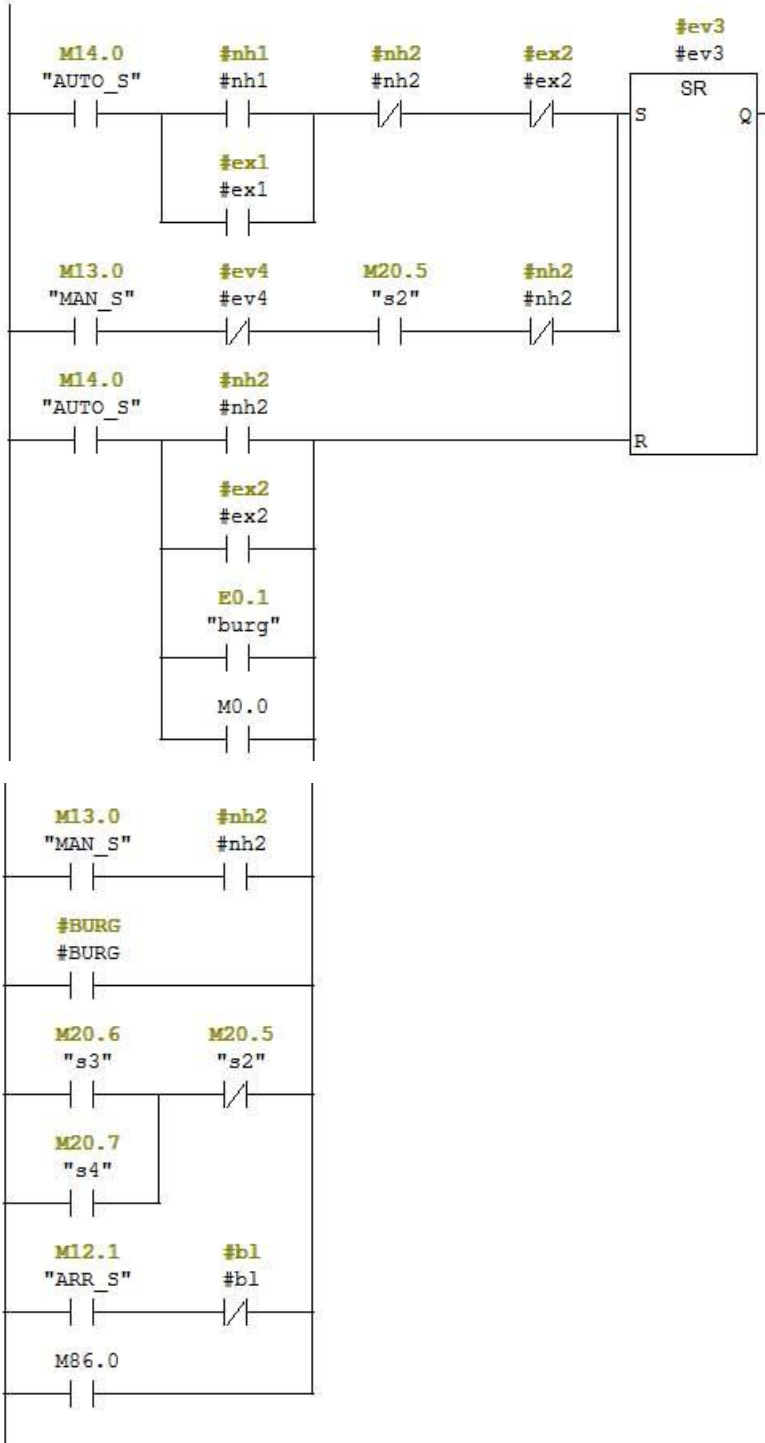 #ev3
M14.0 #nh1 #nh2 #ex2 #ev3
"AUTO_S" #nh1 #nh2 #ex2 SR
S Q
#ex1
#ex1
M13.0 #ev4 M20.5 #nh2
"MAN_S" #ev4 "s2" #nh2
M14.0 #nh2
"AUTO_S" #nh2
R
#ex2
#ex2
E0.1
"burg"
M0.0
M13.0 #nh2
"MAN_S" #nh2
#BURG
#BURG
M20.6 M20.5
"s3" "s2"
M20.7
"s4"
M12.1 #bl
"ARR_S" #bl
M86.0